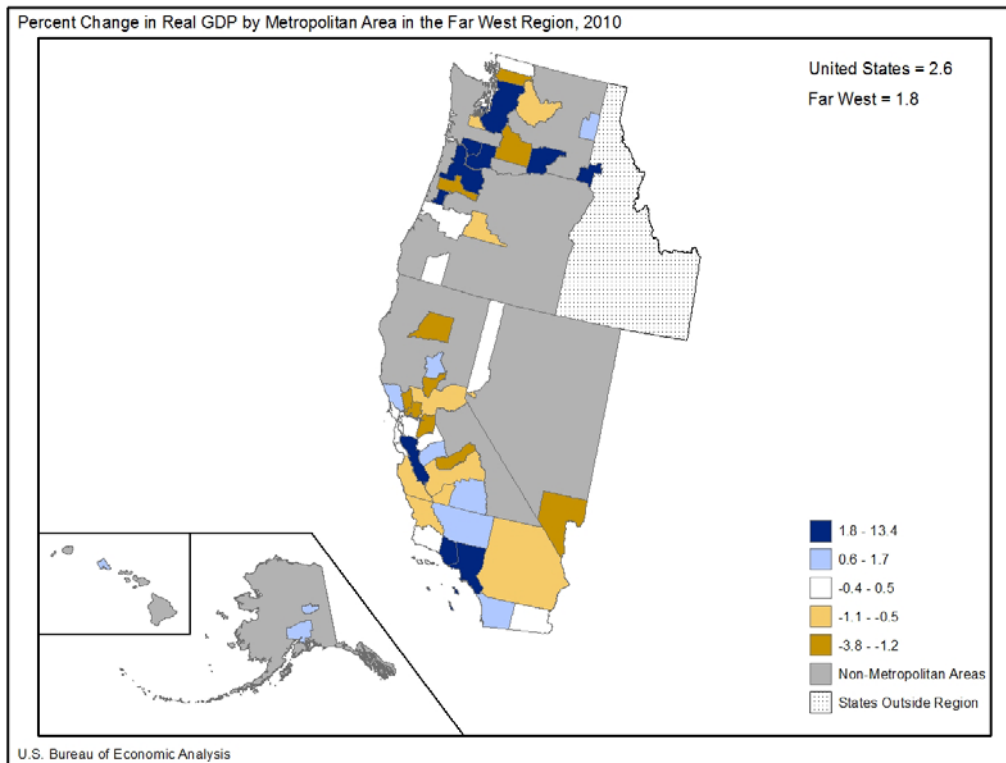 Percent Change in Real GDP by Metropolitan Area in the Far West Region, 2010
United States = 2.6
Far West = 1.8
1.8 - 13.4
0.6 - 1.7
-0.4 - 0.5
-1.1 - -0.5
-3.8 - -1.2
Non-Metropolitan Areas
States Outside Region
U.S. Bureau of Economic Analysis